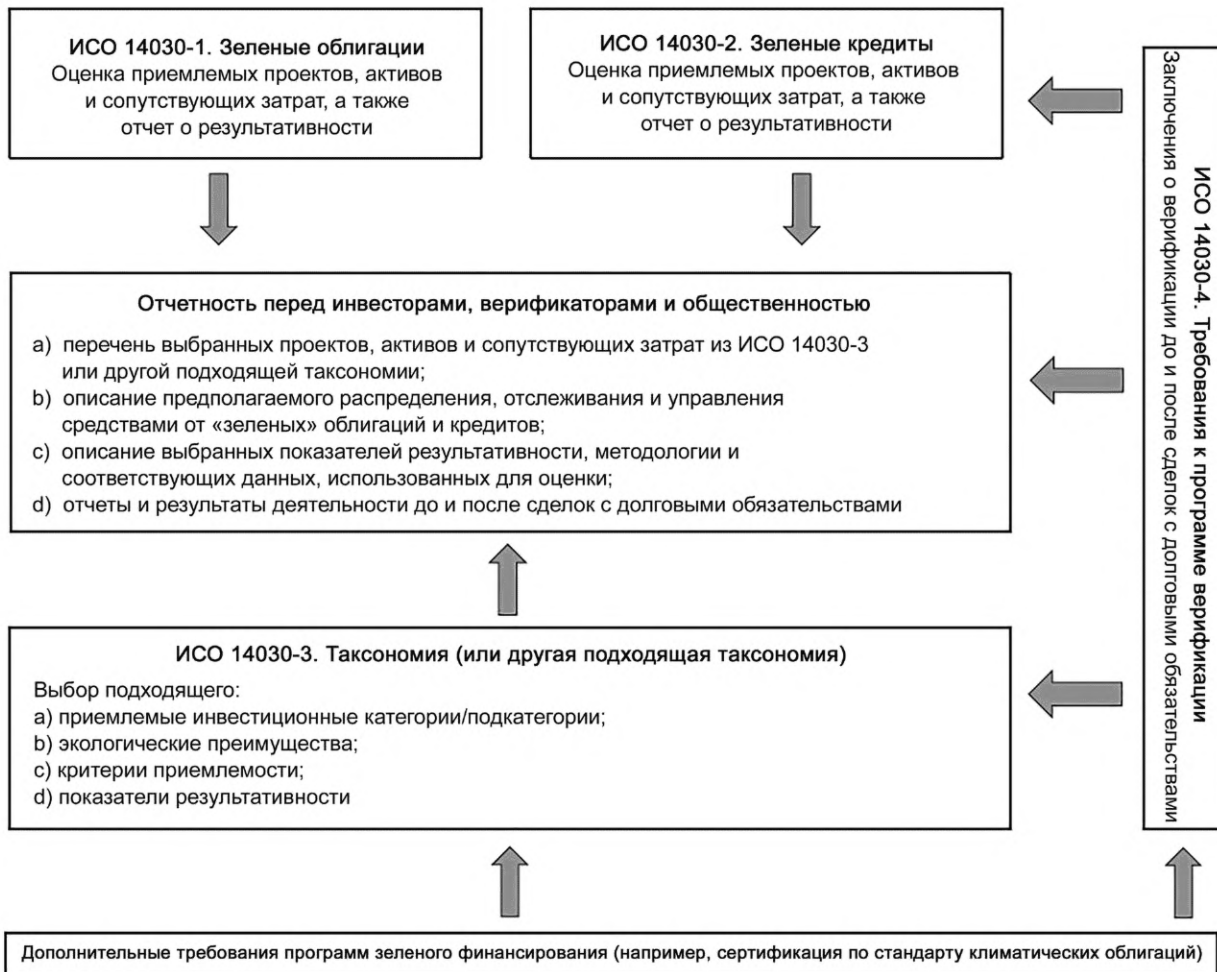 ИСО 14030-1. Зеленые облигации
Оценка приемлемых проектов, активов
и сопутствующих затрат, а также
отчет о результативности
ИСО 14030-2. Зеленые кредиты
Оценка приемлемых проектов, активов
и сопутствующих затрат, а также
отчет о результативности
ИСО 14030-4. Требования к программе верификации
Заключения о верификации до и после сделок с долговыми обязательствами
Отчетность перед инвесторами, верификаторами и общественностью
a) перечень выбранных проектов, активов и сопутствующих затрат из ИСО 14030-3
или другой подходящей таксономии;
b) описание предполагаемого распределения, отслеживания и управления
средствами от «зеленых» облигаций и кредитов;
c) описание выбранных показателей результативности, методологии и
соответствующих данных, использованных для оценки;
d) отчеты и результаты деятельности до и после сделок с долговыми обязательствами
ИСО 14030-3. Таксономия (или другая подходящая таксономия)
Выбор подходящего:
a) приемлемые инвестиционные категории/подкатегории;
b) экологические преимущества;
c) критерии приемлемости;
d) показатели результативности
Дополнительные требования программ зеленого финансирования (например, сертификация по стандарту климатических облигаций)